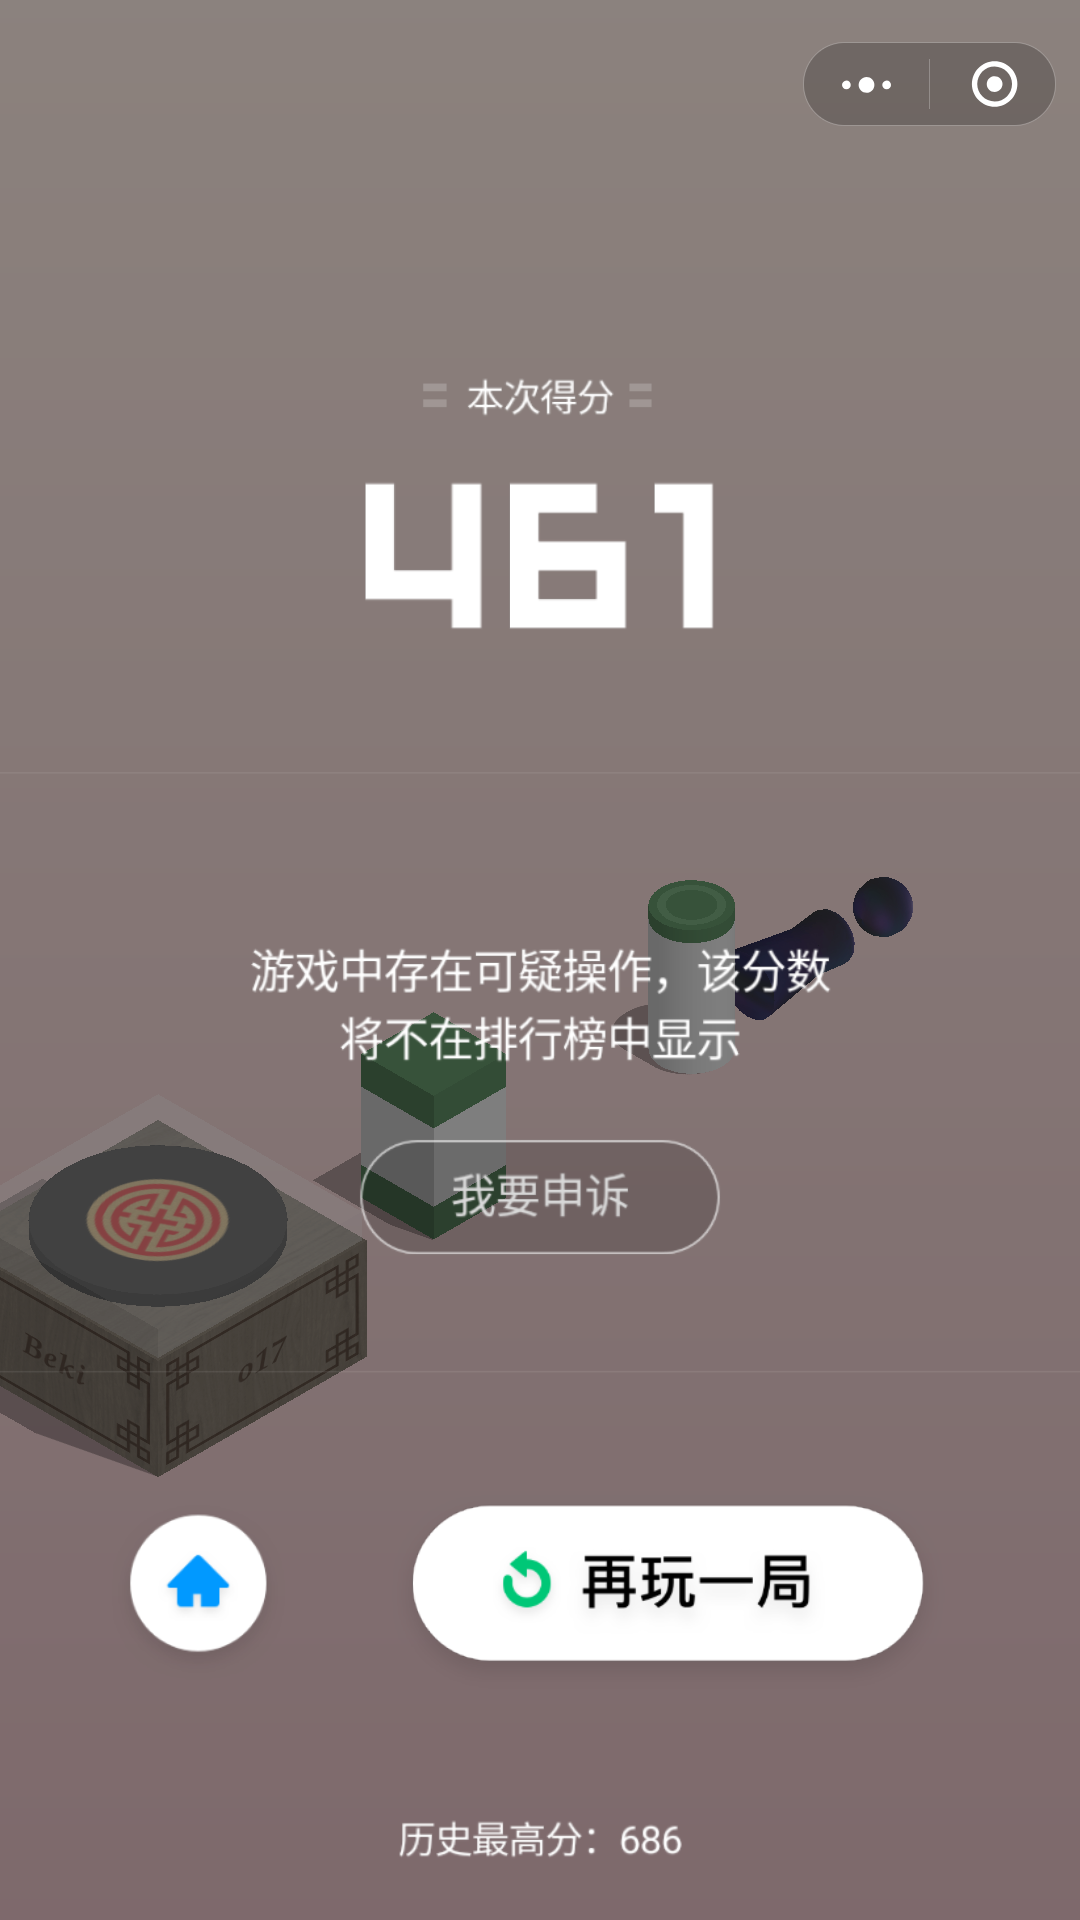 本次得分
461
游戏中存在可疑操作，该分数
将不在排行榜中显示
我要申诉
Beki
o17
再玩一局
历史最高分：686